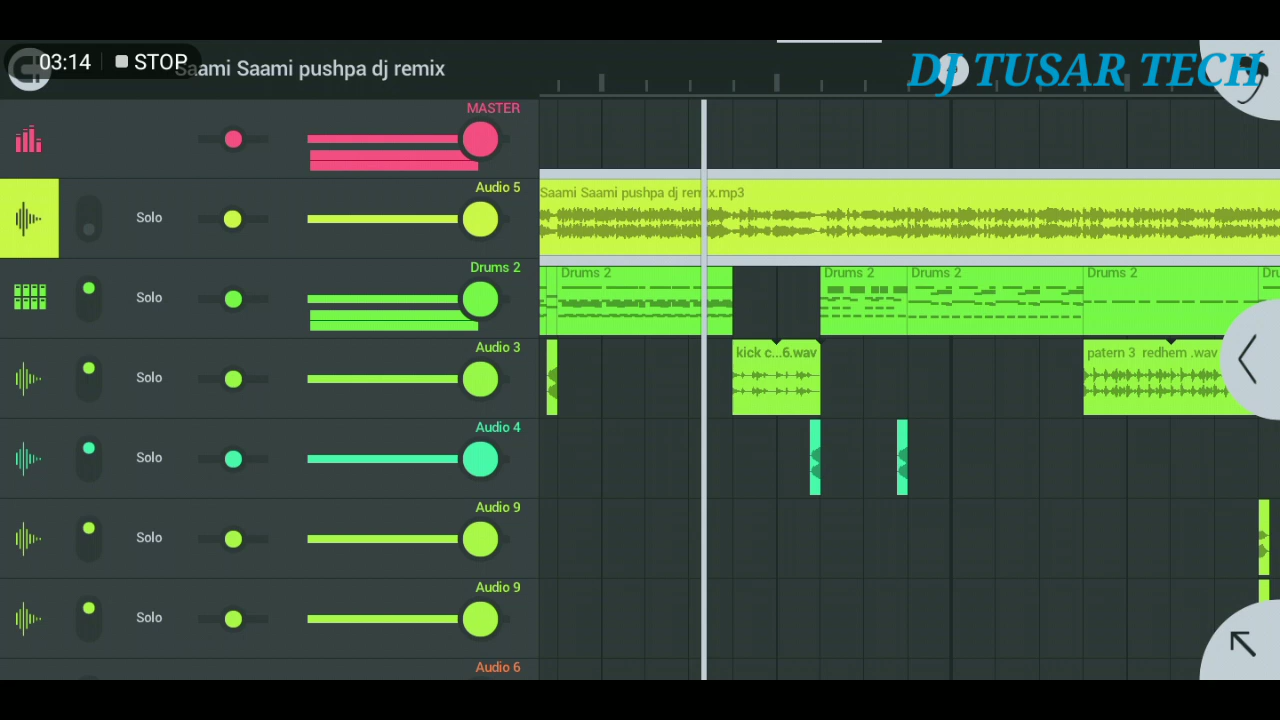 03:14 STOP
Saami Saami pushpa dj remix
DJ TUSAR TECH
MASTER
Audio 5
Solo
Saami Saami pushpa dj remix.mp3
Drums 2
Solo
Drums 2
Drums 2
Drums 2
Drums 2
Audio 3
Solo
kick c...6.wav
patern 3 redhem .wav
Audio 4
Solo
Audio 9
Solo
Audio 9
Solo
Audio 6